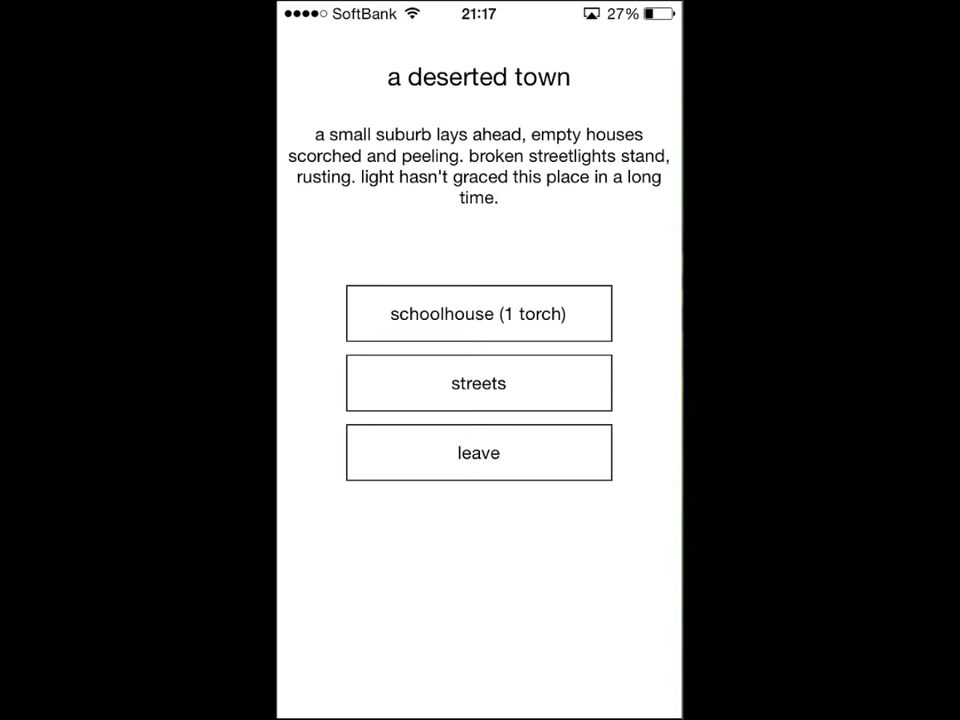 SoftBank 21:17 27%
a deserted town
a small suburb lays ahead, empty houses
scorched and peeling. broken streetlights stand,
rusting. light hasn't graced this place in a long
time.
schoolhouse (1 torch)
streets
leave